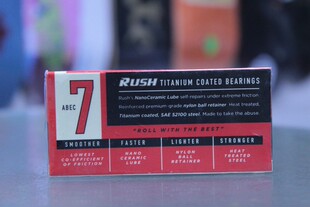 ABEC
7
RUSH TITANIUM COATED BEARINGS
Rush's NanoCeramic Lube self-repairs under extreme friction.
Reinforced premium-grade nylon ball retainer. Heat treated,
Titanium coated, SAE 52100 steel. Made to take the abuse.
"ROLL WITH THE BEST"
SMOOTHER
LOWEST
CO-EFFICIENT
OF FRICTION
FASTER
NANO
CERAMIC
LUBE
LIGHTER
NYLON
BALL
RETAINER
STRONGER
HEAT
TREATED
STEEL